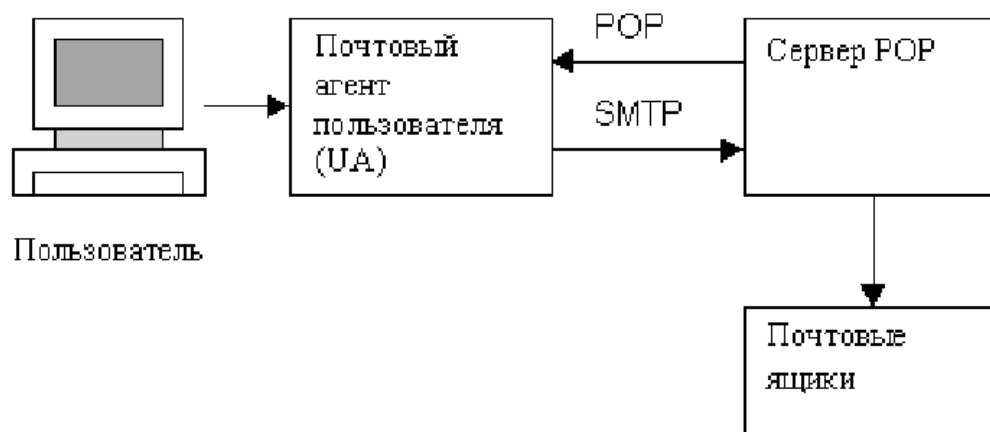 Почтовый
агент
пользователя
(UA)
POP
SMTP
Сервер POP
Пользователь
Почтовые
ящики